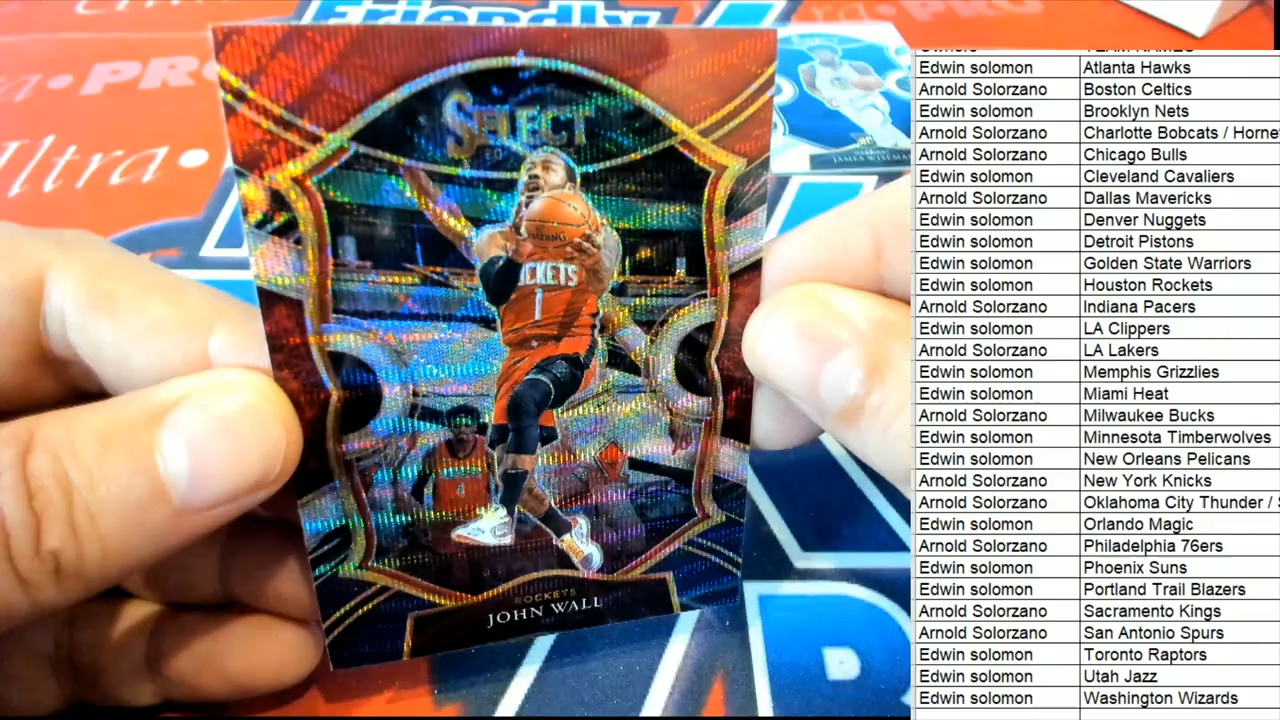 Friendly
PRO
PRO
Ultra
SELECT
SPALDING
ROCKETS
1
4
ROCKETS
JOHN WALL
JAMES WISEMAN
TEAM NAMES
Edwin solomon Atlanta Hawks
Arnold Solorzano Boston Celtics
Edwin solomon Brooklyn Nets
Arnold Solorzano Charlotte Bobcats / Horne
Arnold Solorzano Chicago Bulls
Edwin solomon Cleveland Cavaliers
Arnold Solorzano Dallas Mavericks
Edwin solomon Denver Nuggets
Edwin solomon Detroit Pistons
Edwin solomon Golden State Warriors
Edwin solomon Houston Rockets
Arnold Solorzano Indiana Pacers
Edwin solomon LA Clippers
Arnold Solorzano LA Lakers
Edwin solomon Memphis Grizzlies
Edwin solomon Miami Heat
Arnold Solorzano Milwaukee Bucks
Edwin solomon Minnesota Timberwolves
Edwin solomon New Orleans Pelicans
Arnold Solorzano New York Knicks
Arnold Solorzano Oklahoma City Thunder /
Edwin solomon Orlando Magic
Arnold Solorzano Philadelphia 76ers
Edwin solomon Phoenix Suns
Edwin solomon Portland Trail Blazers
Arnold Solorzano Sacramento Kings
Arnold Solorzano San Antonio Spurs
Edwin solomon Toronto Raptors
Edwin solomon Utah Jazz
Edwin solomon Washington Wizards